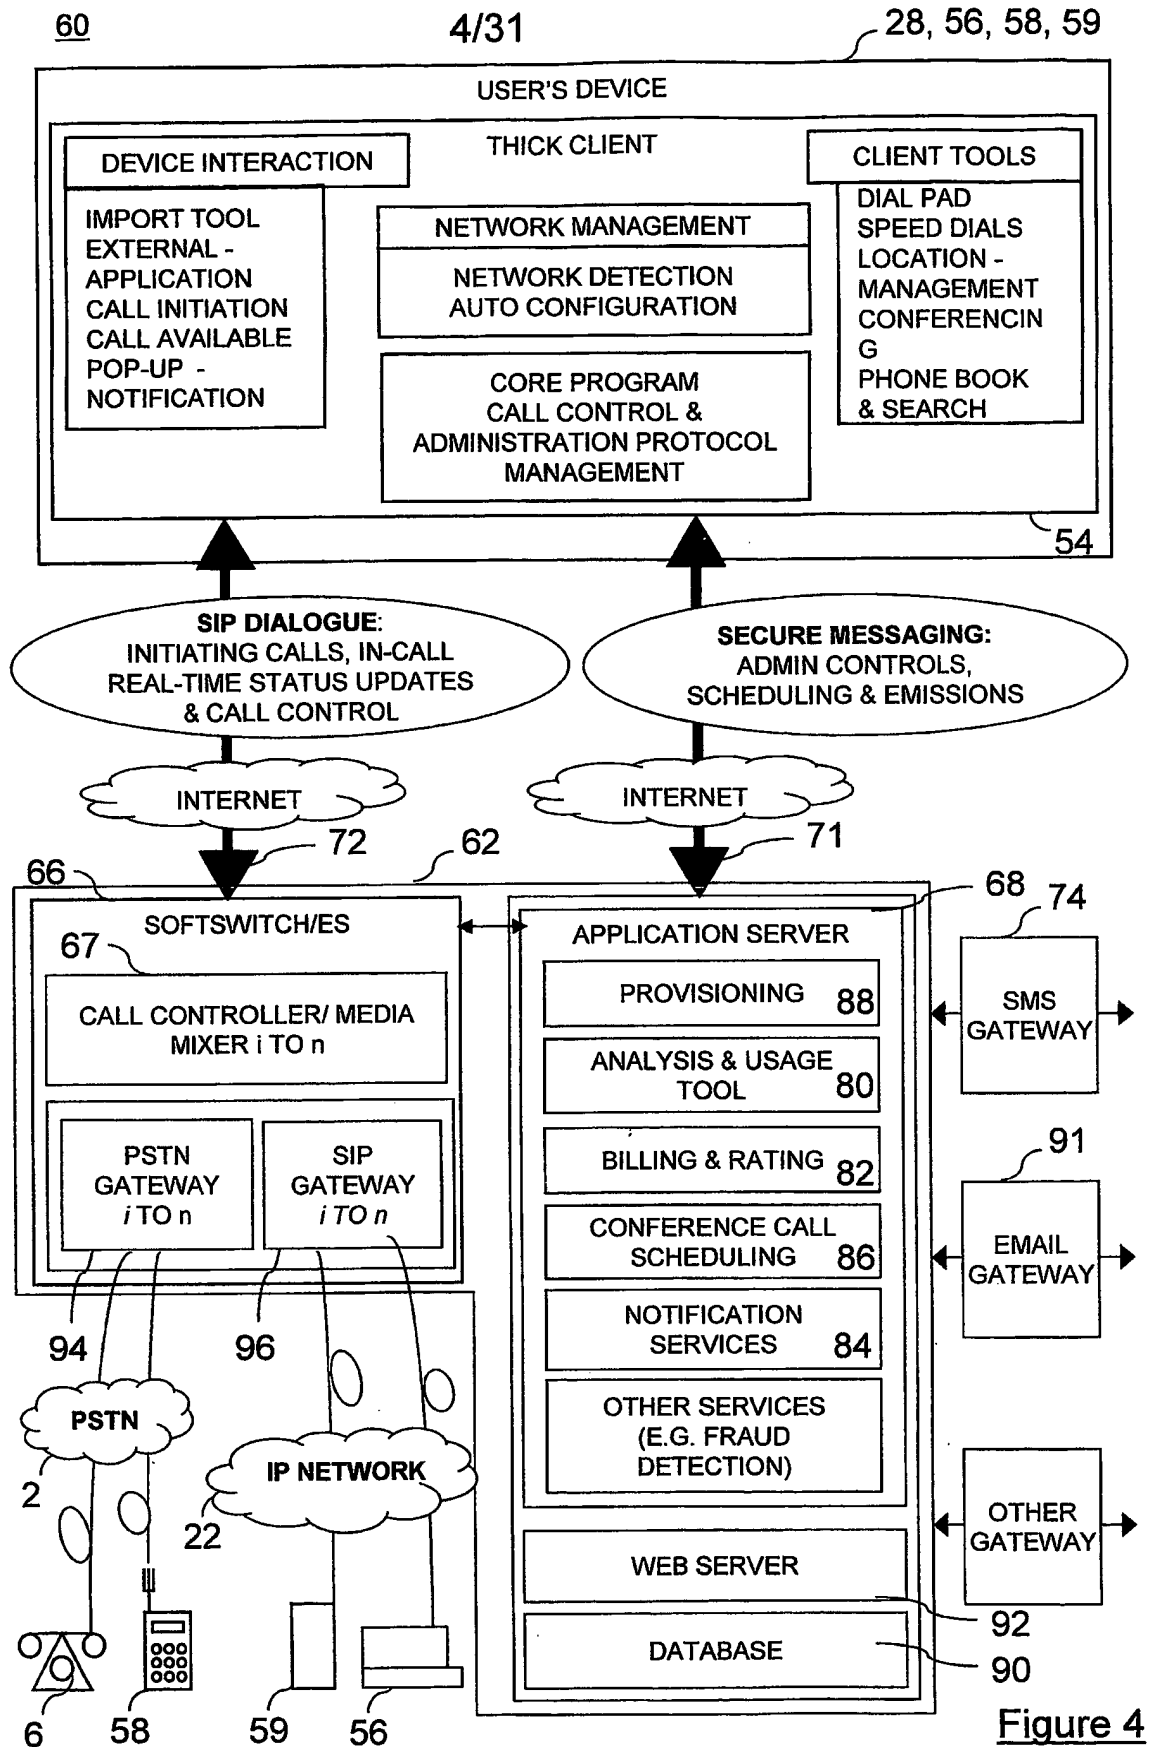 60
4/31
28, 56, 58, 59
USER'S DEVICE
THICK CLIENT
DEVICE INTERACTION
IMPORT TOOL
EXTERNAL -
APPLICATION
CALL INITIATION
CALL AVAILABLE
POP-UP -
NOTIFICATION
NETWORK MANAGEMENT
NETWORK DETECTION
AUTO CONFIGURATION
CORE PROGRAM
CALL CONTROL &
ADMINISTRATION PROTOCOL
MANAGEMENT
CLIENT TOOLS
DIAL PAD
SPEED DIALS
LOCATION -
MANAGEMENT
CONFERENCIN
G
PHONE BOOK
& SEARCH
54
SIP DIALOGUE:
INITIATING CALLS, IN-CALL
REAL-TIME STATUS UPDATES
& CALL CONTROL
SECURE MESSAGING:
ADMIN CONTROLS,
SCHEDULING & EMISSIONS
INTERNET
INTERNET
72
62
71
66
SOFTSWITCH/ES
67
CALL CONTROLLER/ MEDIA
MIXER i TO n
PSTN
GATEWAY
i TO n
SIP
GATEWAY
i TO n
94
96
68
APPLICATION SERVER
PROVISIONING 88
ANALYSIS & USAGE
TOOL 80
BILLING & RATING 82
CONFERENCE CALL
SCHEDULING 86
NOTIFICATION
SERVICES 84
OTHER SERVICES
(E.G. FRAUD
DETECTION)
WEB SERVER
92
DATABASE
90
74
SMS
GATEWAY
91
EMAIL
GATEWAY
OTHER
GATEWAY
PSTN
2
IP NETWORK
22
6
58
59
56
Figure 4